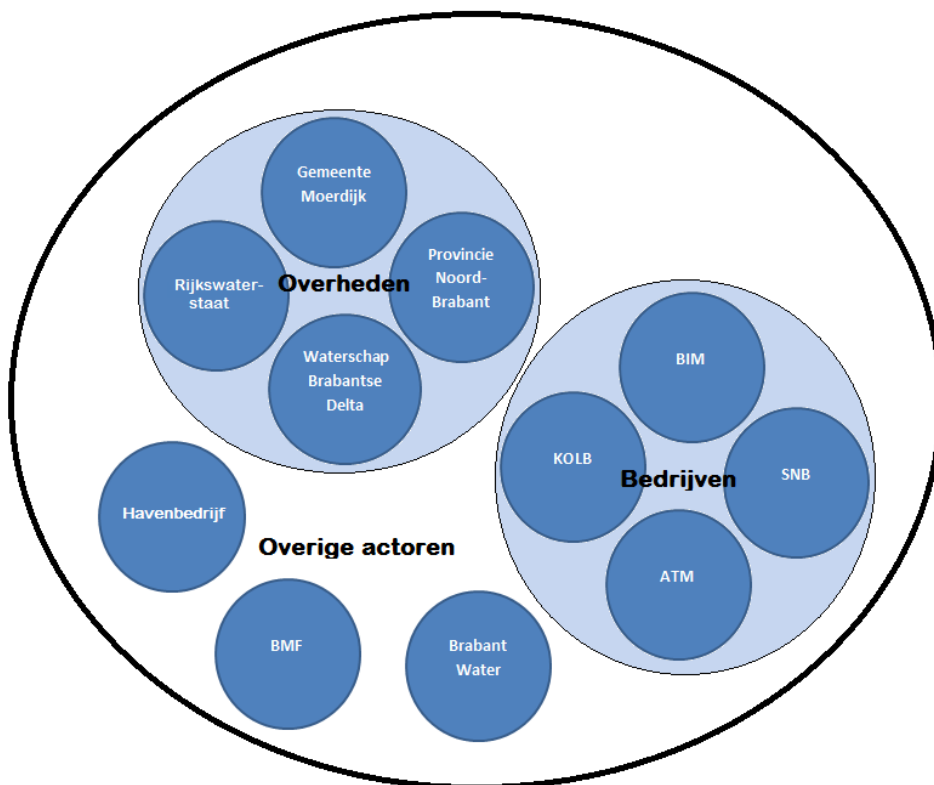 Gemeente
Moerdijk
Rijkswater-
staat
Overheden
Provincie
Noord-
Brabant
Waterschap
Brabantse
Delta
BIM
KOLB
Bedrijven
SNB
ATM
Havenbedrijf
Overige actoren
BMF
Brabant
Water